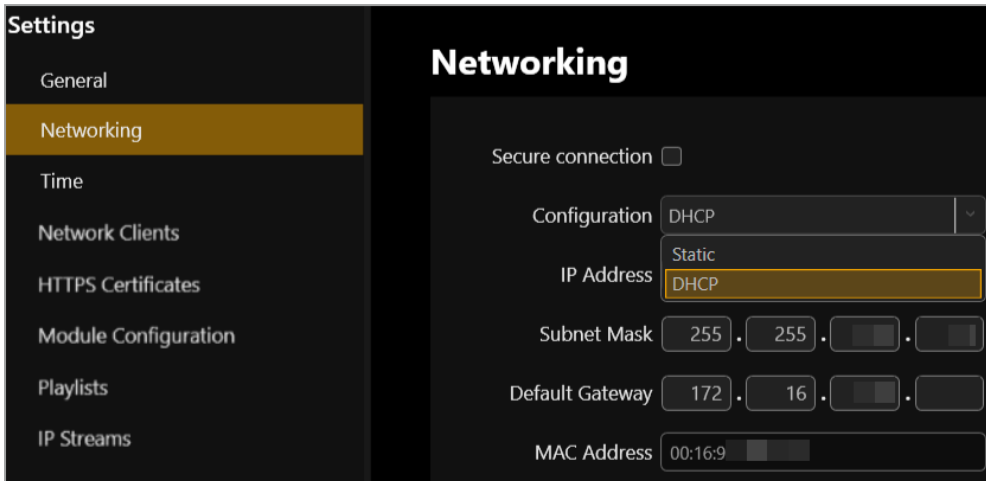 Settings
General
Networking
Time
Network Clients
HTTPS Certificates
Module Configuration
Playlists
IP Streams
Networking
Secure connection
Configuration DHCP
Static
IP Address
DHCP
Subnet Mask 255 . 255 . .
Default Gateway 172 . 16 . .
MAC Address 00:16:9